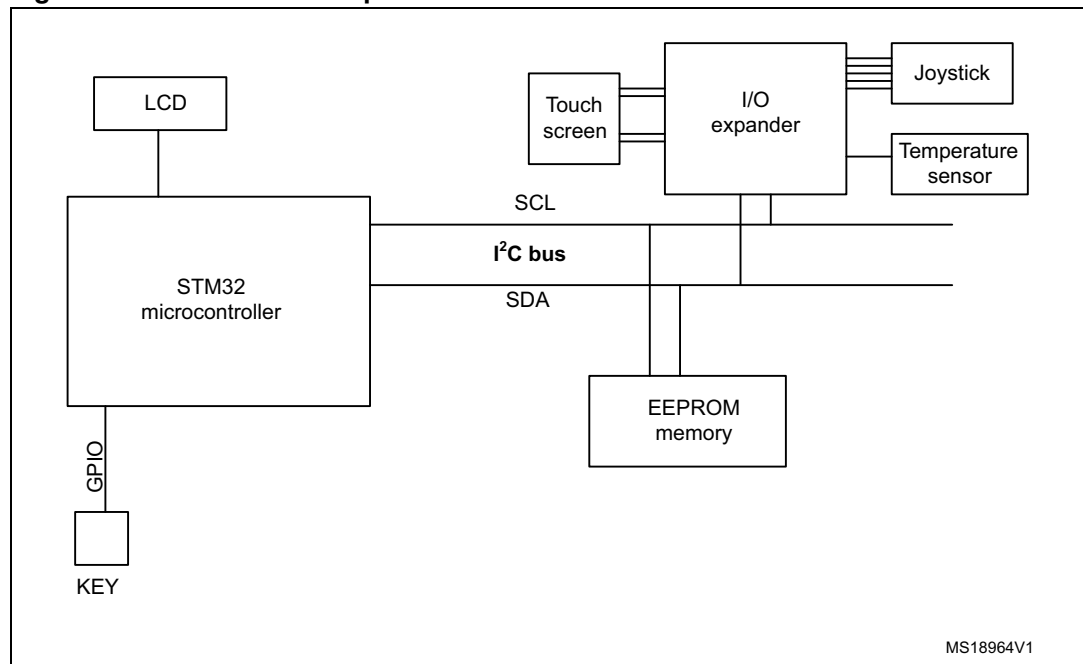 LCD
Touch
screen
I/O
expander
Joystick
Temperature
sensor
SCL
I²C bus
SDA
STM32
microcontroller
EEPROM
memory
GPIO
KEY
MS18964V1